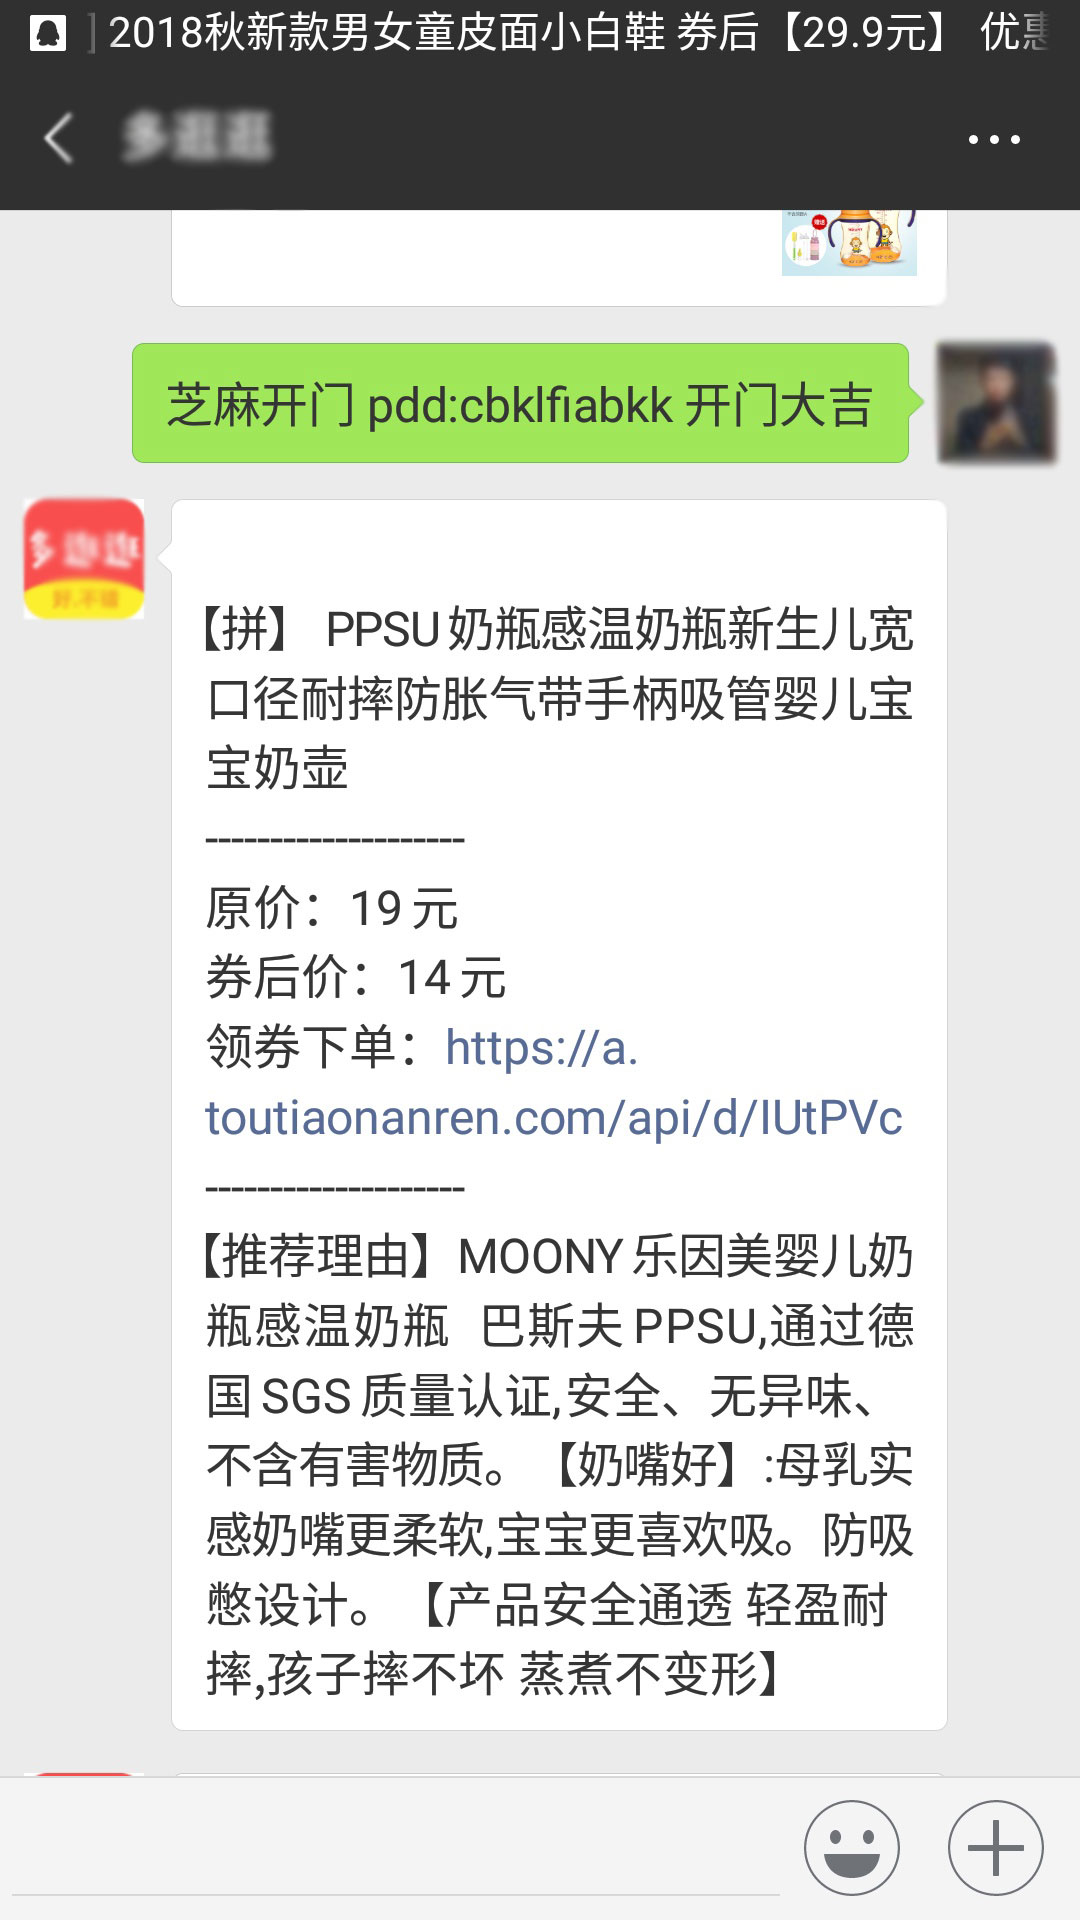 】2018秋新款男女童皮面小白鞋 券后【29.9元】 优惠
多逛逛
芝麻开门 pdd:cbklfiabkk 开门大吉
好,不错
【拼】 PPSU奶瓶感温奶瓶新生儿宽
口径耐摔防胀气带手柄吸管婴儿宝
宝奶壶
--------------------
原价：19元
券后价：14元
领券下单：https://a.
toutiaonanren.com/api/d/IUtPVc
--------------------
【推荐理由】MOONY乐因美婴儿奶
瓶感温奶瓶 巴斯夫PPSU,通过德
国SGS质量认证,安全、无异味、
不含有害物质。【奶嘴好】:母乳实
感奶嘴更柔软,宝宝更喜欢吸。防吸
憋设计。【产品安全通透 轻盈耐
摔,孩子摔不坏 蒸煮不变形】